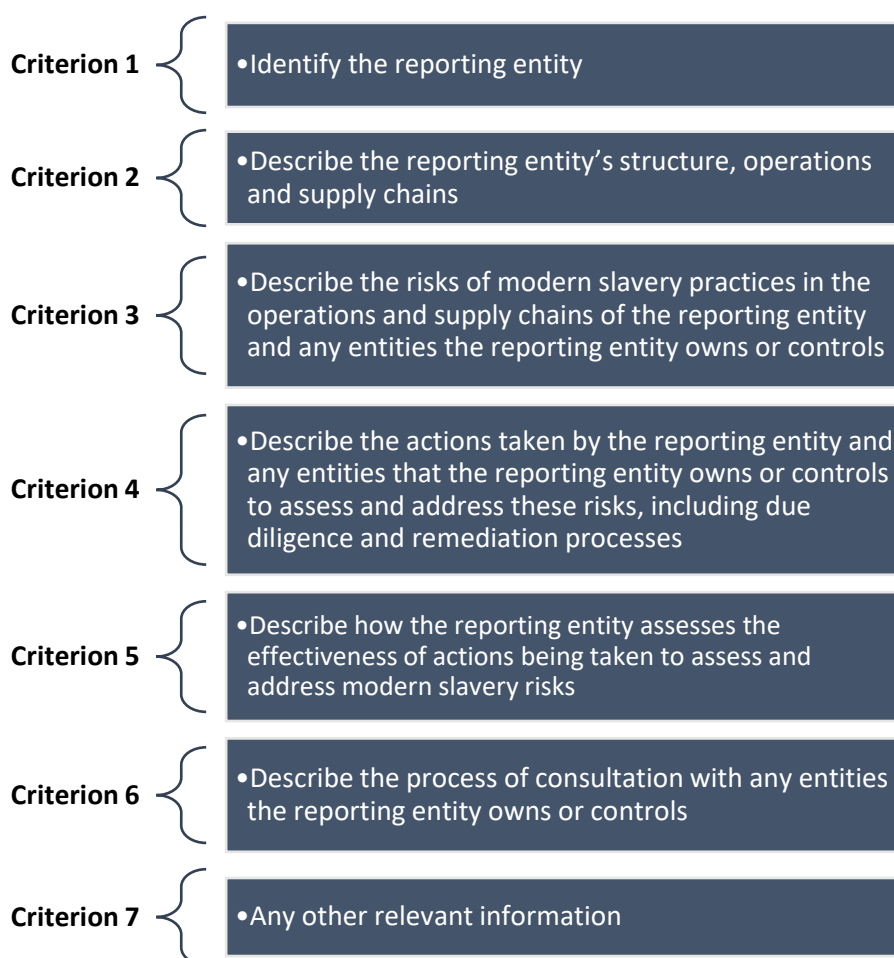 Criterion 1
•Identify the reporting entity
Criterion 2
•Describe the reporting entity’s structure, operations
and supply chains
Criterion 3
•Describe the risks of modern slavery practices in the
operations and supply chains of the reporting entity
and any entities the reporting entity owns or controls
Criterion 4
•Describe the actions taken by the reporting entity and
any entities that the reporting entity owns or controls
to assess and address these risks, including due
diligence and remediation processes
Criterion 5
•Describe how the reporting entity assesses the
effectiveness of actions being taken to assess and
address modern slavery risks
Criterion 6
•Describe the process of consultation with any entities
the reporting entity owns or controls
Criterion 7
•Any other relevant information